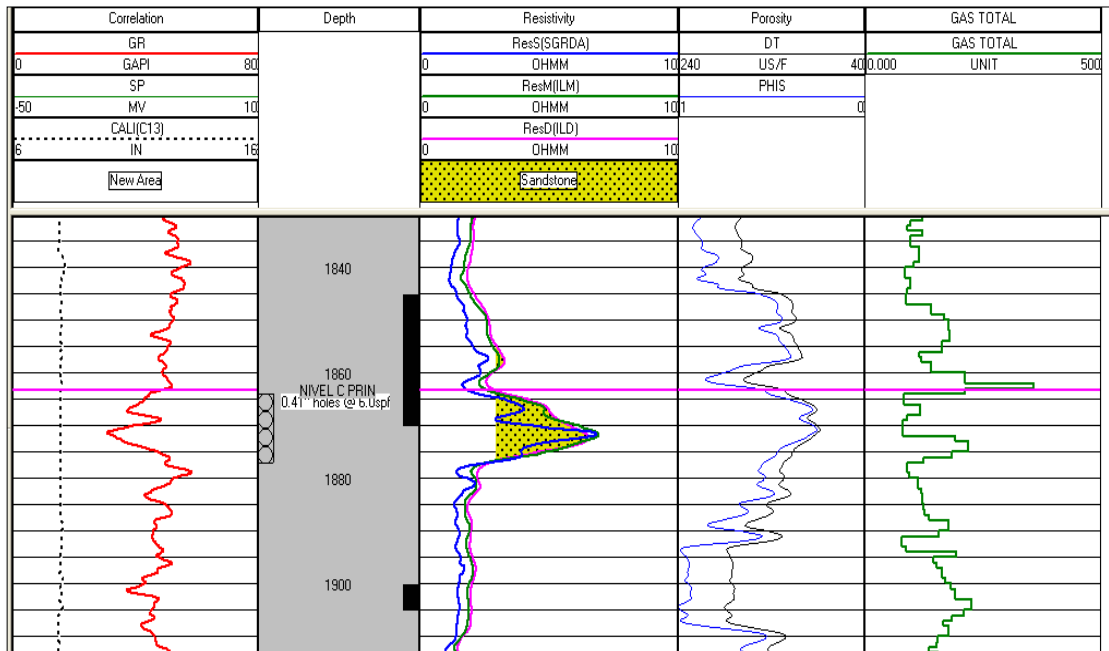 Correlation Depth Resistivity Porosity GAS TOTAL
GR ResS(SGRDA) DT GAS TOTAL
0 GAPI 80 0 OHMM 10 240 US/F 40 0.000 UNIT 500
SP ResM(ILM) PHIS
-50 MV 10 0 OHMM 10 1 0
CALI(C13) ResD(ILD)
6 IN 16 0 OHMM 10
New Area Sandstone
1840
1860
NIVEL C PRIN
0.41" holes @ 6.0spf
1880
1900